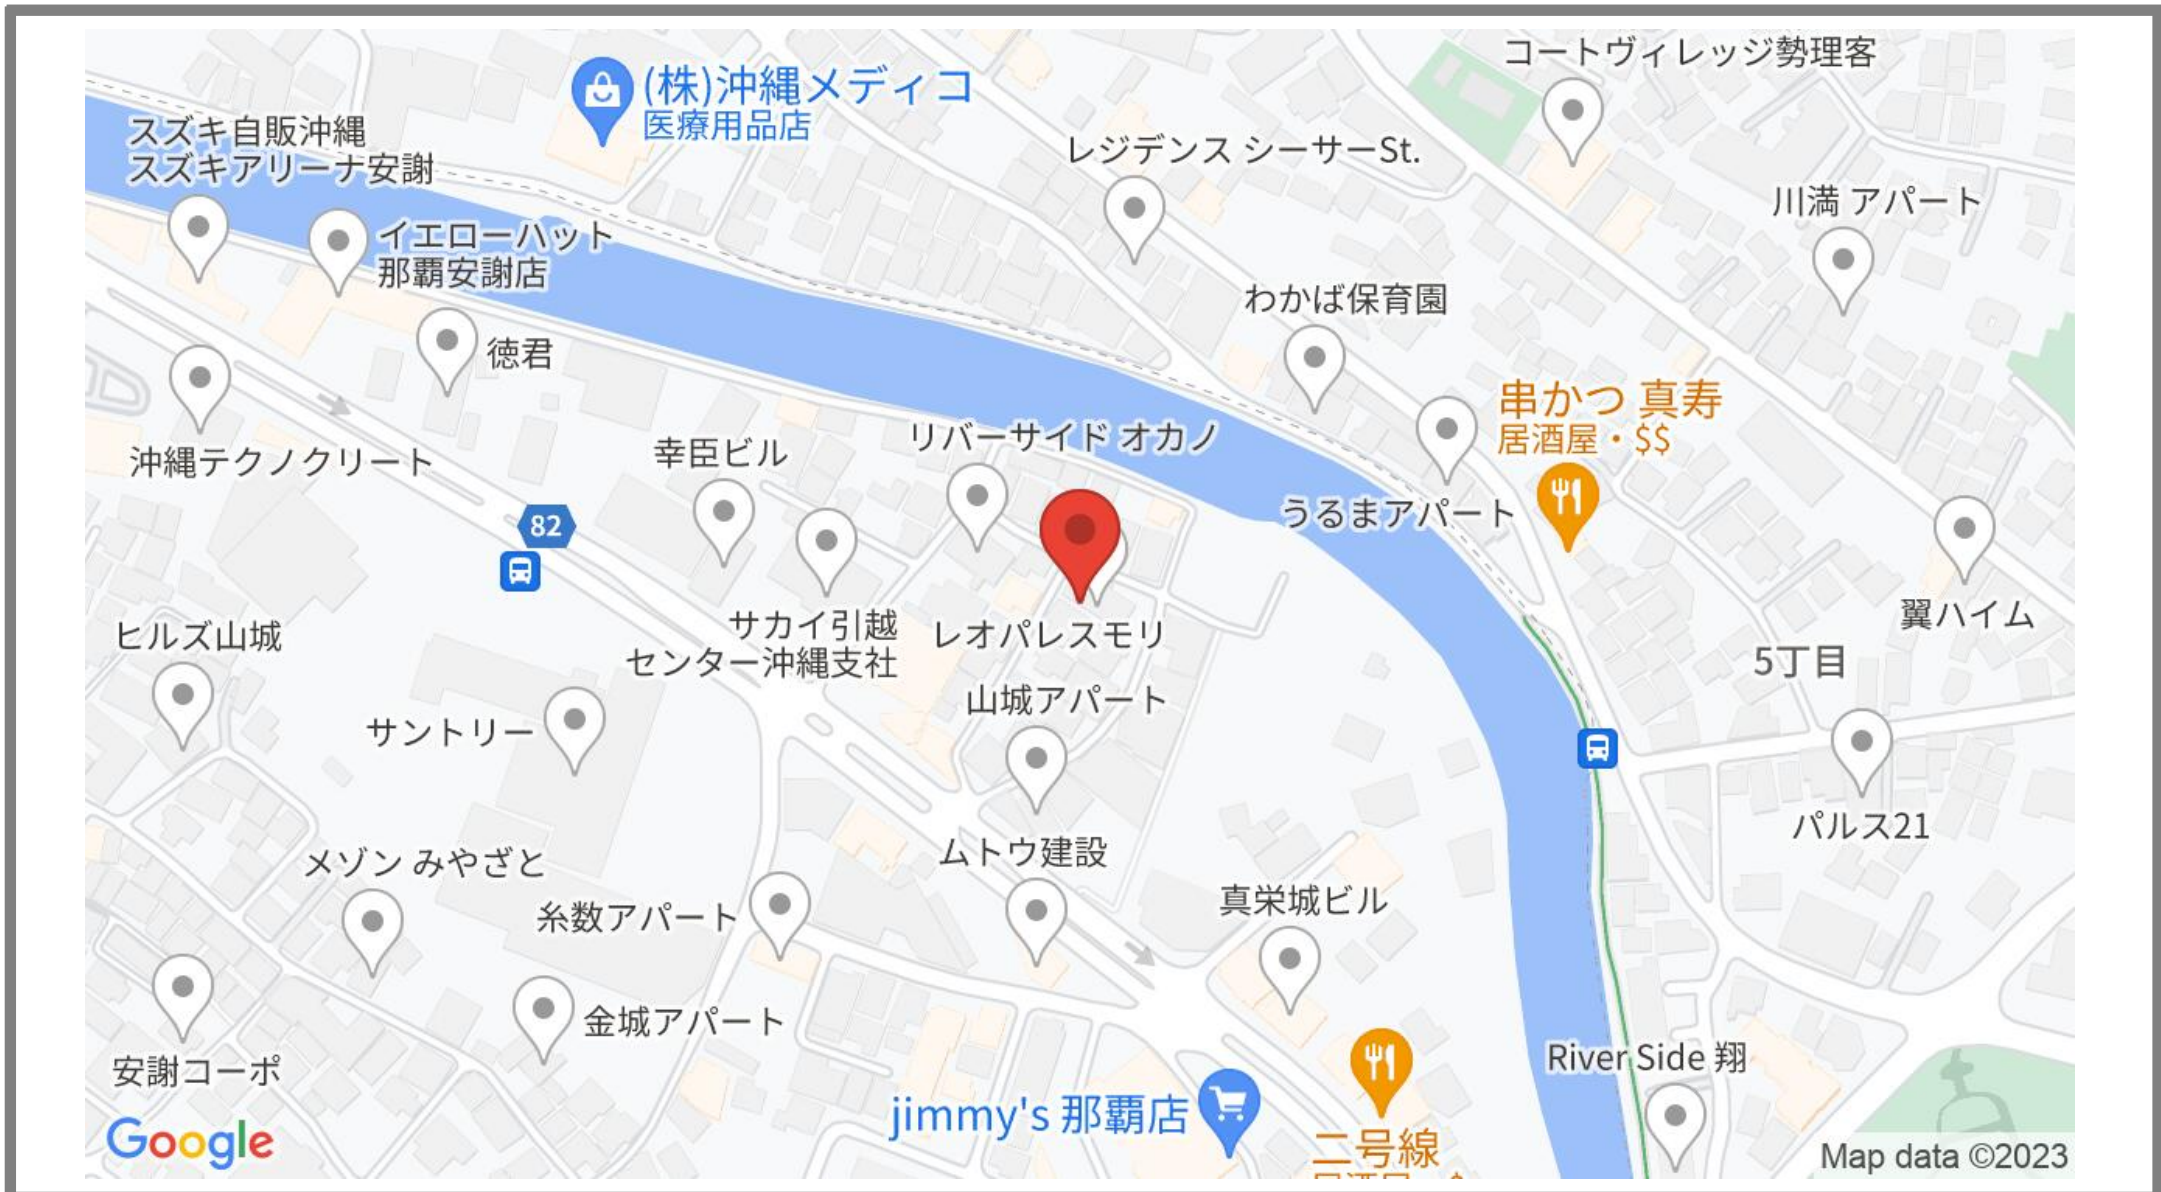 コートヴィレッジ勢理客
(株)沖縄メディコ
医療用品店
スズキ自販沖縄
スズキアリーナ安謝
レジデンス シーサーSt.
川満 アパート
イエローハット
那覇安謝店
わかば保育園
徳君
串かつ 真寿
居酒屋・$$
沖縄テクノクリート
幸臣ビル
リバーサイド オカノ
うるまアパート
82
サカイ引越
センター沖縄支社
レオパレスモリ
翼ハイム
ヒルズ山城
5丁目
山城アパート
サントリー
パルス21
ムトウ建設
メゾン みやざと
真栄城ビル
糸数アパート
金城アパート
River Side 翔
安謝コーポ
jimmy's 那覇店
二号線
Google
Map data ©2023